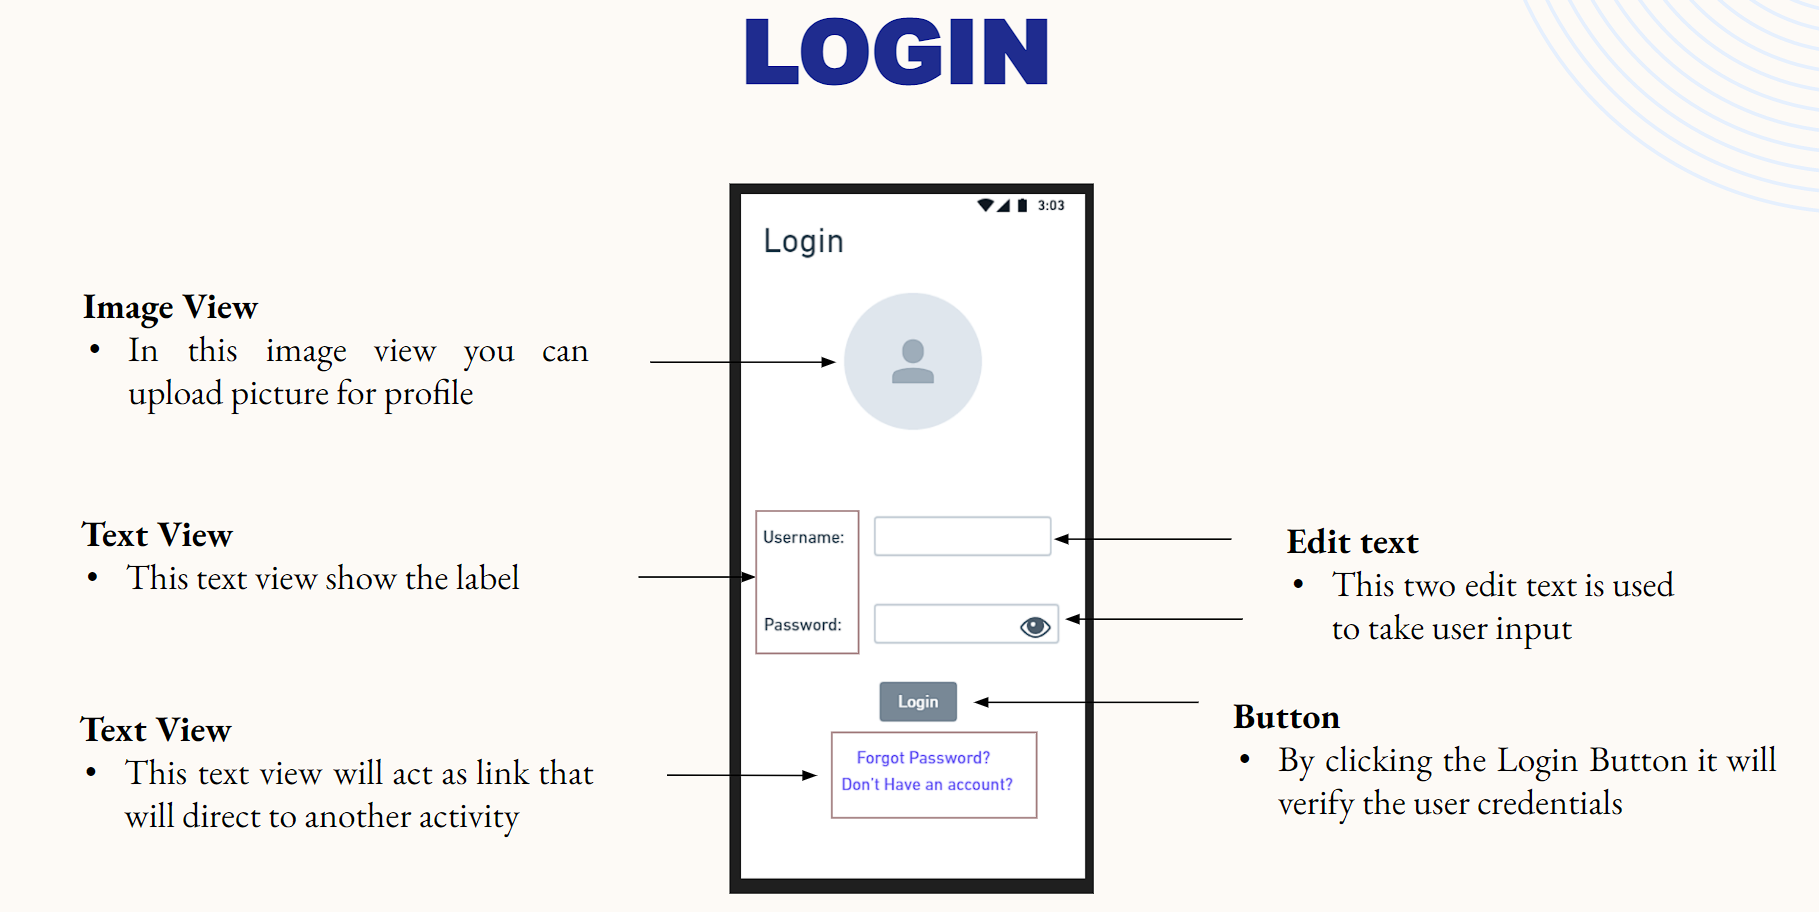 LOGIN
3:03
Login
Image View
• In this image view you can
upload picture for profile
Text View
• This text view show the label
Text View
• This text view will act as link that
will direct to another activity
Username:
Password:
Login
Forgot Password?
Don't Have an account?
Edit text
• This two edit text is used
to take user input
Button
• By clicking the Login Button it will
verify the user credentials